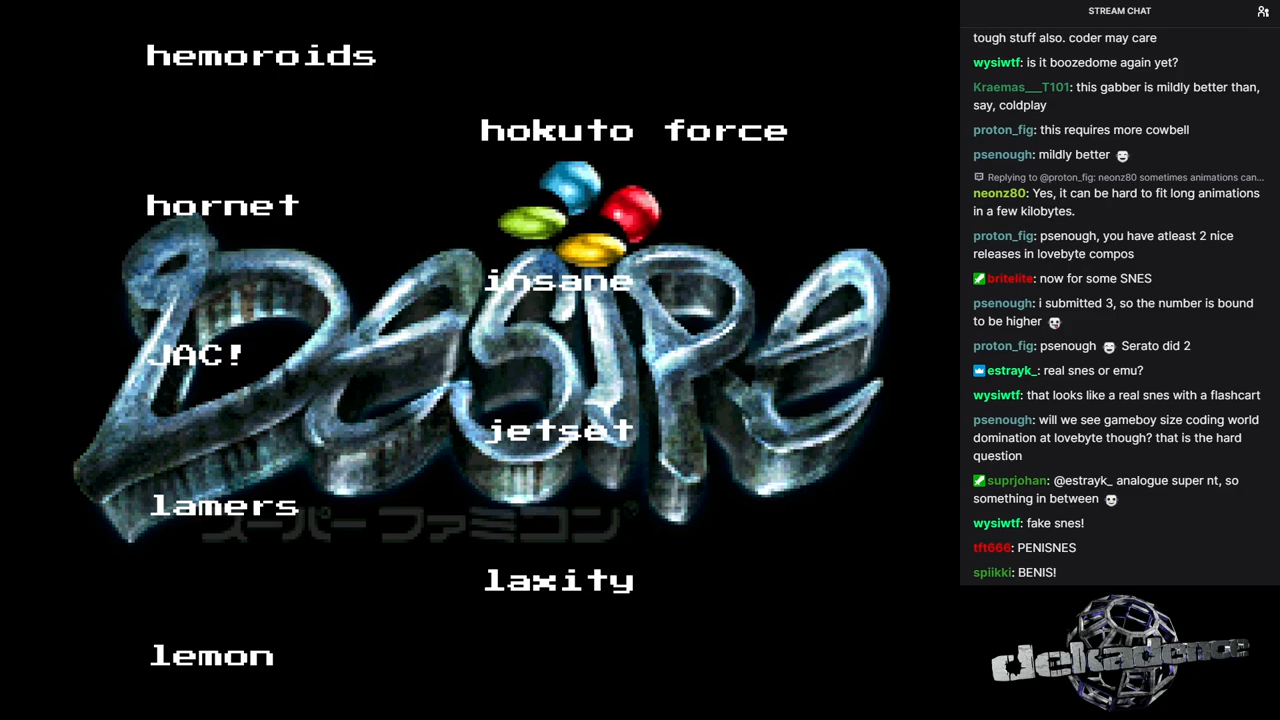 hemoroids
hokuto force
hornet
insane
JAC!
jetset
lamers
laxity
lemon
DESiRE
スーパーファミコン
STREAM CHAT
tough stuff also. coder may care
wysiwtf: is it boozedome again yet?
Kraemas___T101: this gabber is mildly better than,
say, coldplay
proton_fig: this requires more cowbell
psenough: mildly better
Replying to @proton_fig: neonz80 sometimes animations can...
neonz80: Yes, it can be hard to fit long animations
in a few kilobytes.
proton_fig: psenough, you have atleast 2 nice
releases in lovebyte compos
britelite: now for some SNES
psenough: i submitted 3, so the number is bound
to be higher
proton_fig: psenough Serato did 2
estrayk_: real snes or emu?
wysiwtf: that looks like a real snes with a flashcart
psenough: will we see gameboy size coding world
domination at lovebyte though? that is the hard
question
suprjohan: @estrayk_ analogue super nt, so
something in between
wysiwtf: fake snes!
tft666: PENISNES
spiikki: BENIS!
dekadence